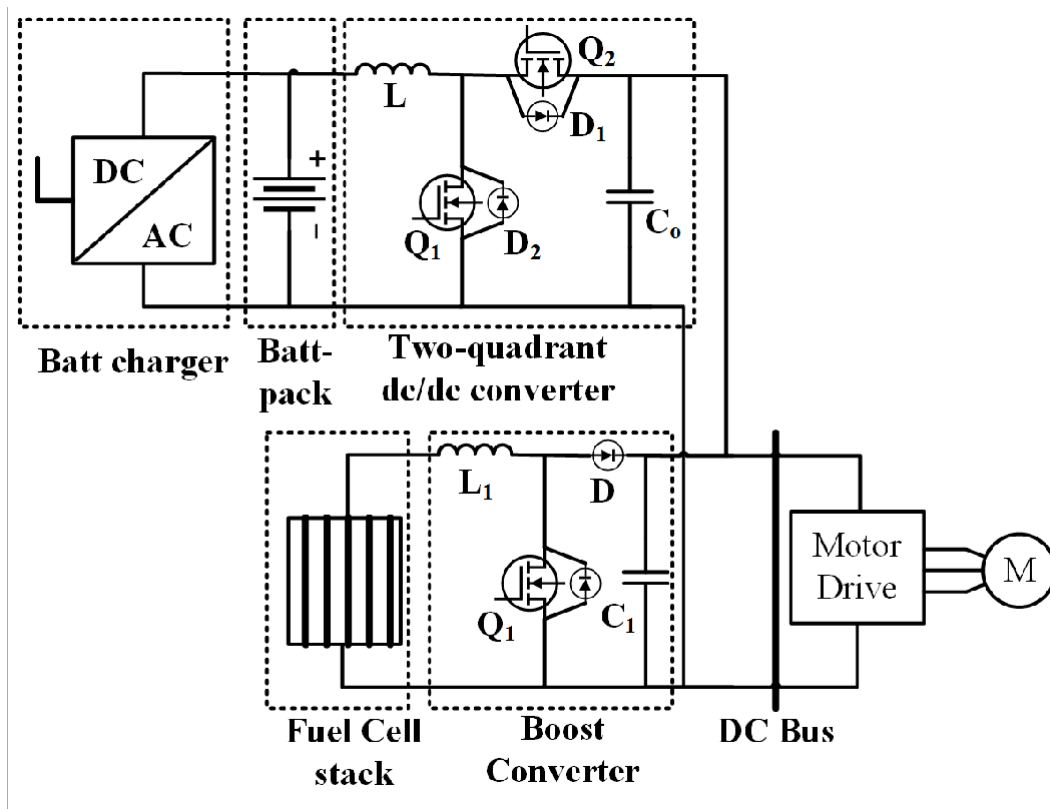 Q2
L
D1
DC
AC
+
-
Q1
D2
Co
Batt charger
Batt-
pack
Two-quadrant
dc/dc converter
L1
D
Q1
C1
Motor
Drive
M
Fuel Cell
stack
Boost
Converter
DC Bus